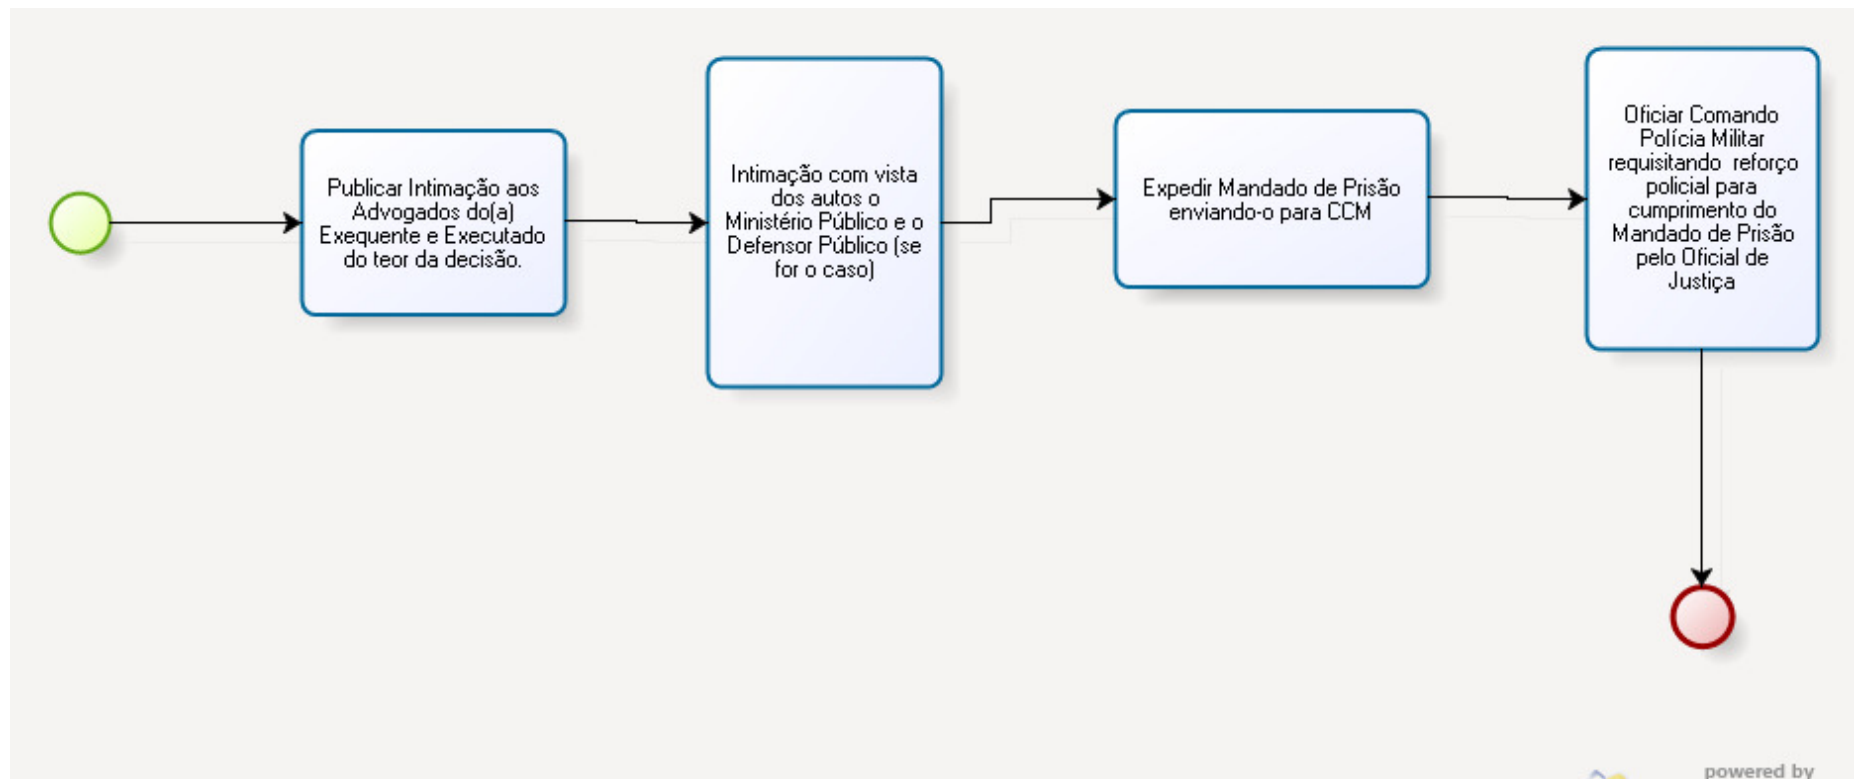 Publicar Intimação aos
Advogados do(a)
Exequente e Executado
do teor da decisão.
Intimação com vista
dos autos o
Ministério Público e o
Defensor Público (se
for o caso)
Expedir Mandado de Prisão
enviando-o para CCM
Oficiar Comando
Polícia Militar
requisitando reforço
policial para
cumprimento do
Mandado de Prisão
pelo Oficial de
Justiça
powered by